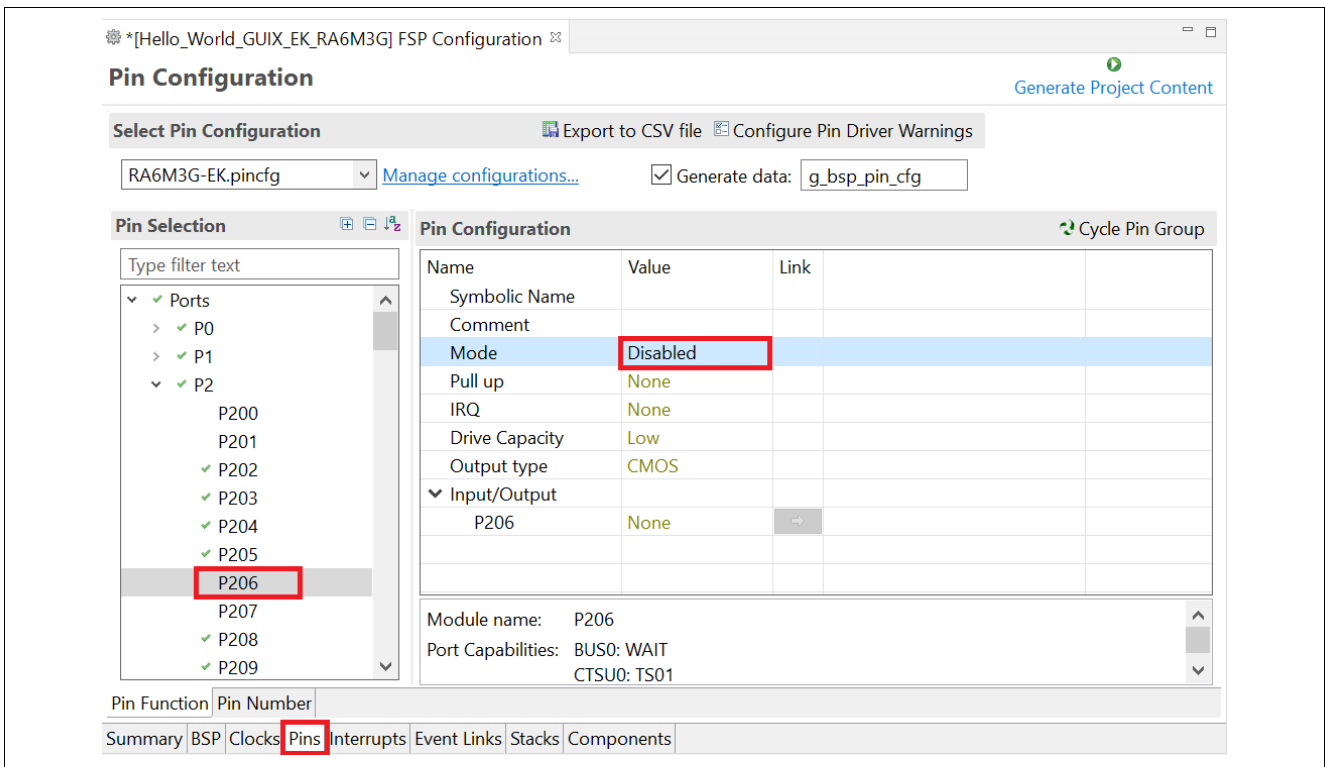 *[Hello_World_GUIX_EK_RA6M3G] FSP Configuration
Pin Configuration
Generate Project Content
Select Pin Configuration Export to CSV file Configure Pin Driver Warnings
RA6M3G-EK.pincfg Manage configurations... Generate data: g_bsp_pin_cfg
Pin Selection Pin Configuration Cycle Pin Group
Type filter text
Name Value Link
Ports
Symbolic Name
P0
Comment
P1
Mode Disabled
P2
Pull up None
P200
IRQ None
P201
Drive Capacity Low
P202
Output type CMOS
P203
Input/Output
P204
P206 None
P205
P206
P207
Module name: P206
P208
Port Capabilities: BUS0: WAIT
P209
CTSU0: TS01
Pin Function Pin Number
Summary BSP Clocks Pins Interrupts Event Links Stacks Components